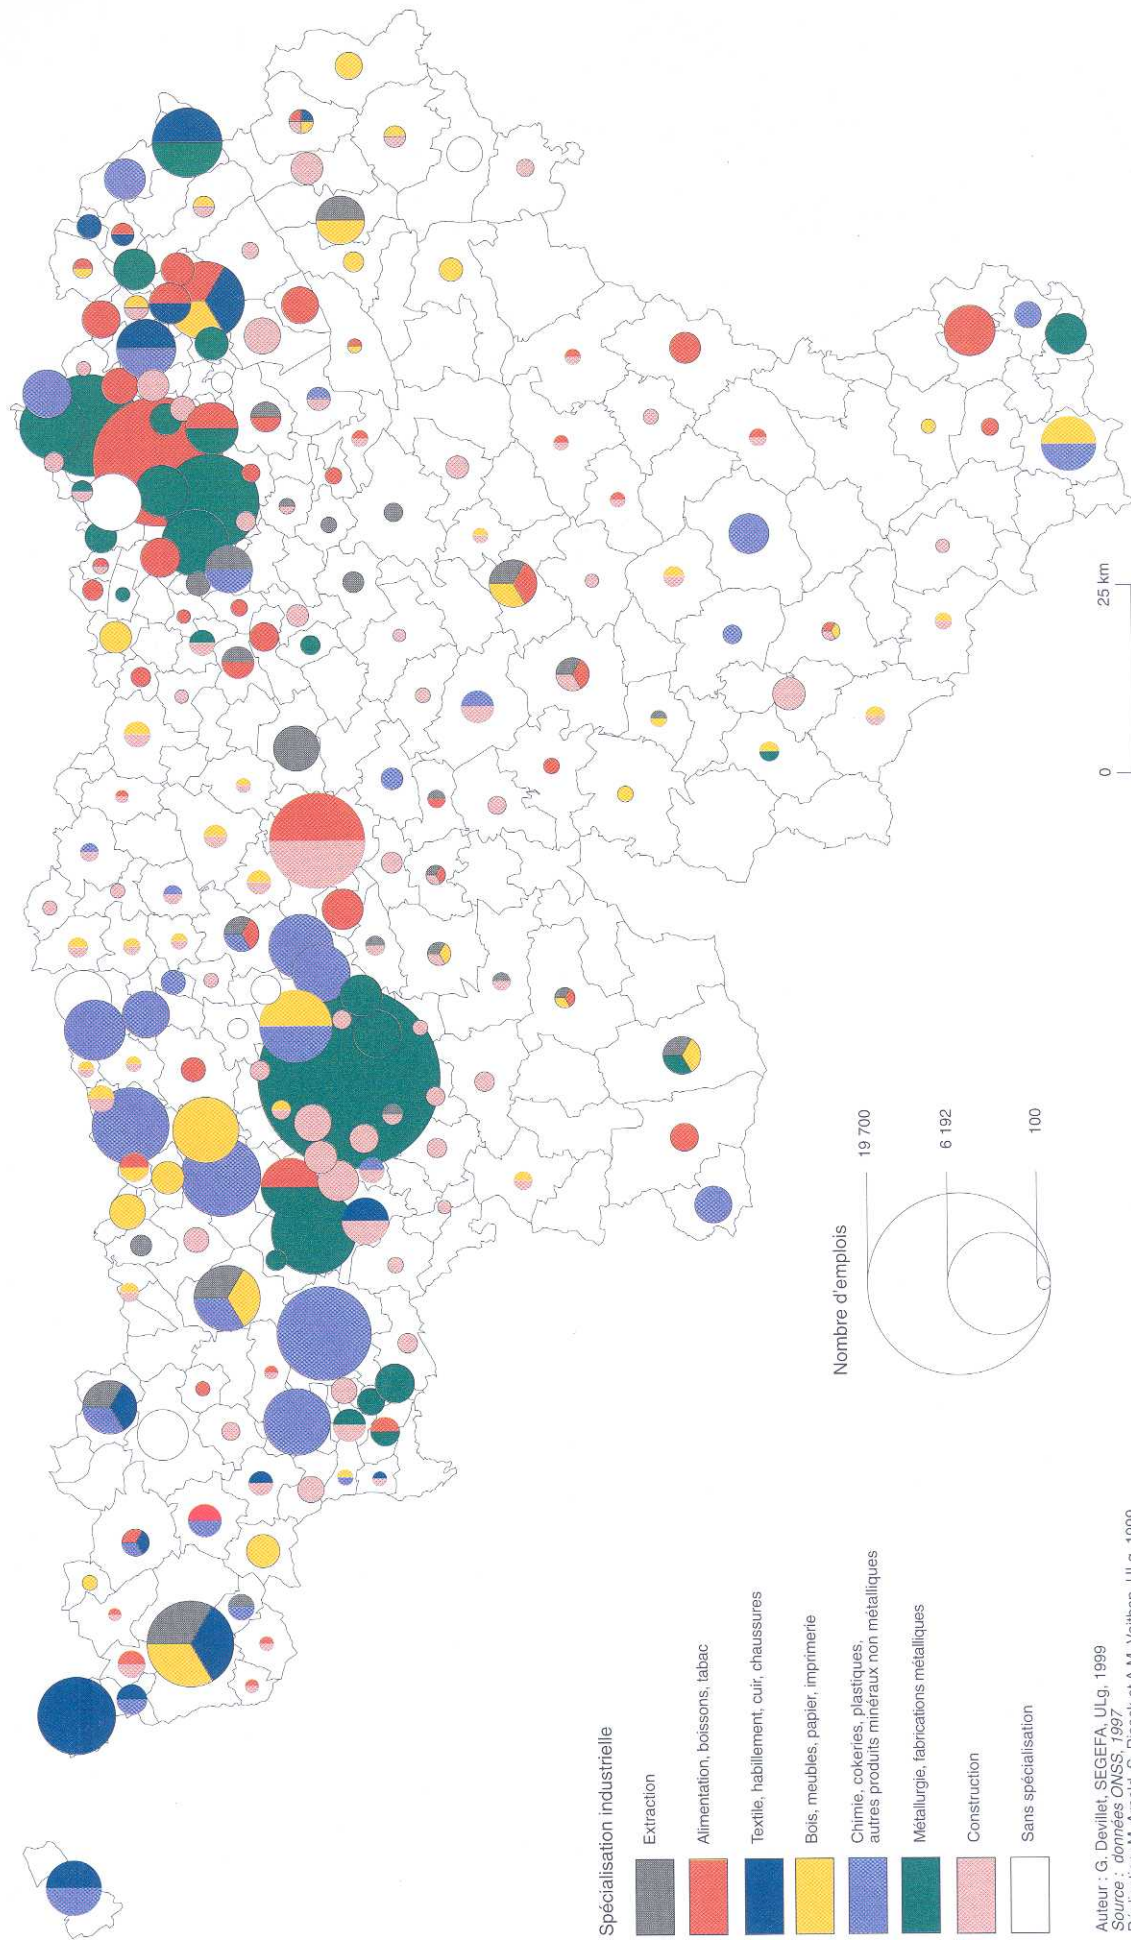 Spécialisation industrielle
Extraction
Alimentation, boissons, tabac
Textile, habillement, cuir, chaussures
Bois, meubles, papier, imprimerie
Chimie, cokeries, plastiques,
autres produits minéraux non métalliques
Métallurgie, fabrications métalliques
Construction
Sans spécialisation
Nombre d'emplois
19 700
6 192
100
0
25 km
Auteur : G. Devillet, SEGEFA, ULg, 1999
Source : données ONSS, 1997